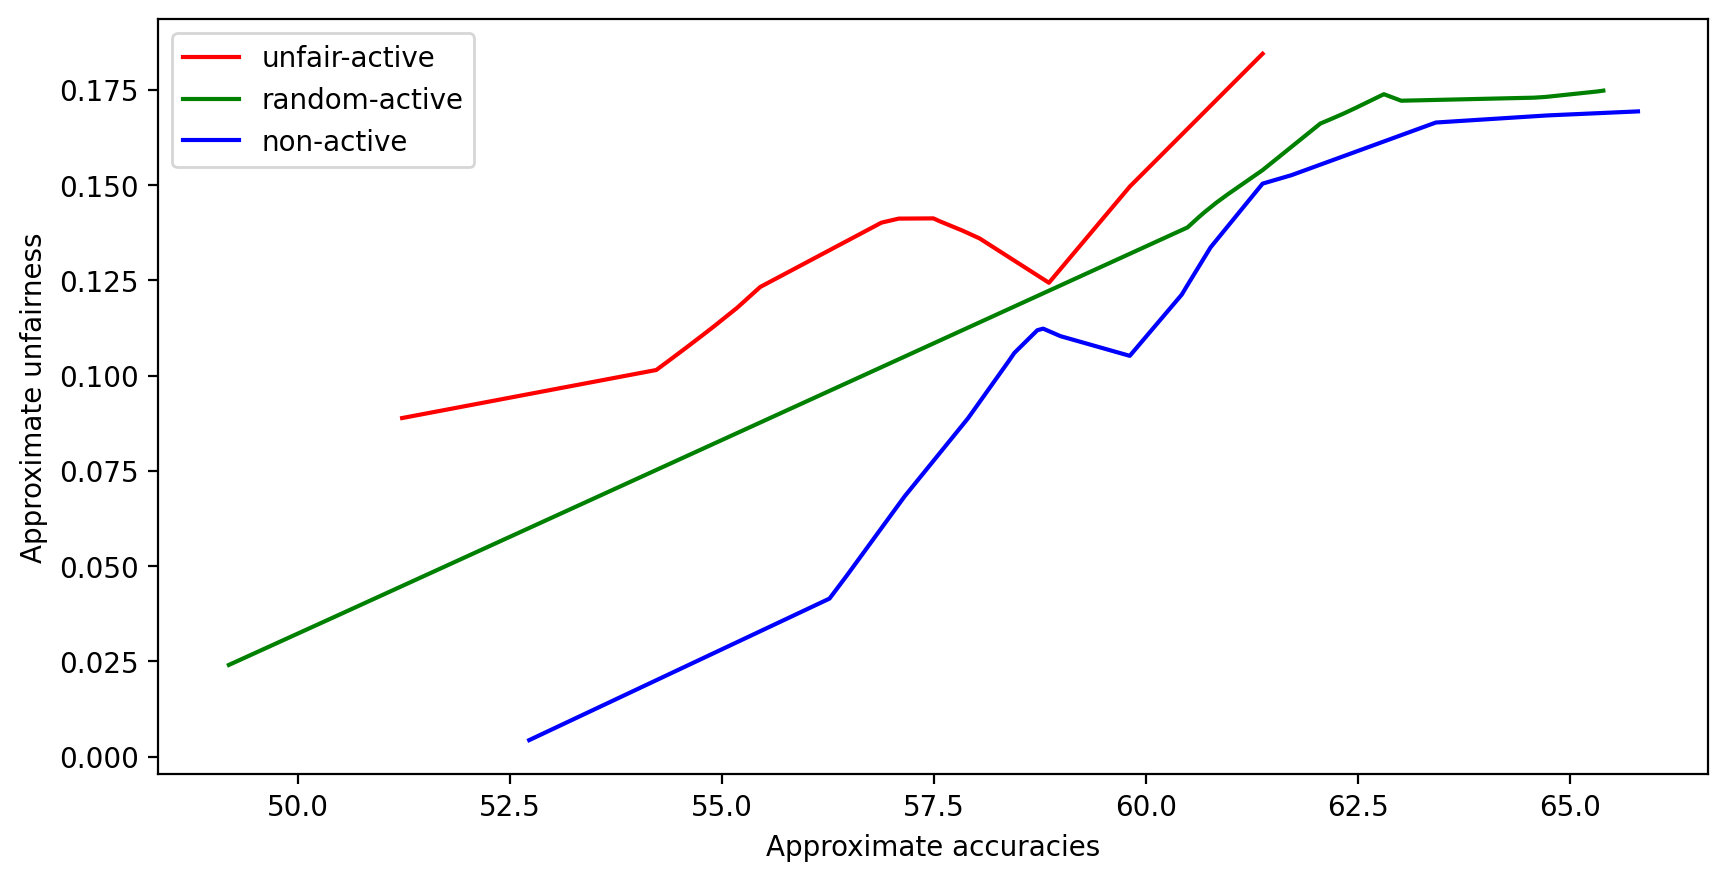 unfair-active
random-active
non-active
Approximate unfairness
0.175
0.150
0.125
0.100
0.075
0.050
0.025
0.000
50.0 52.5 55.0 57.5 60.0 62.5 65.0
Approximate accuracies